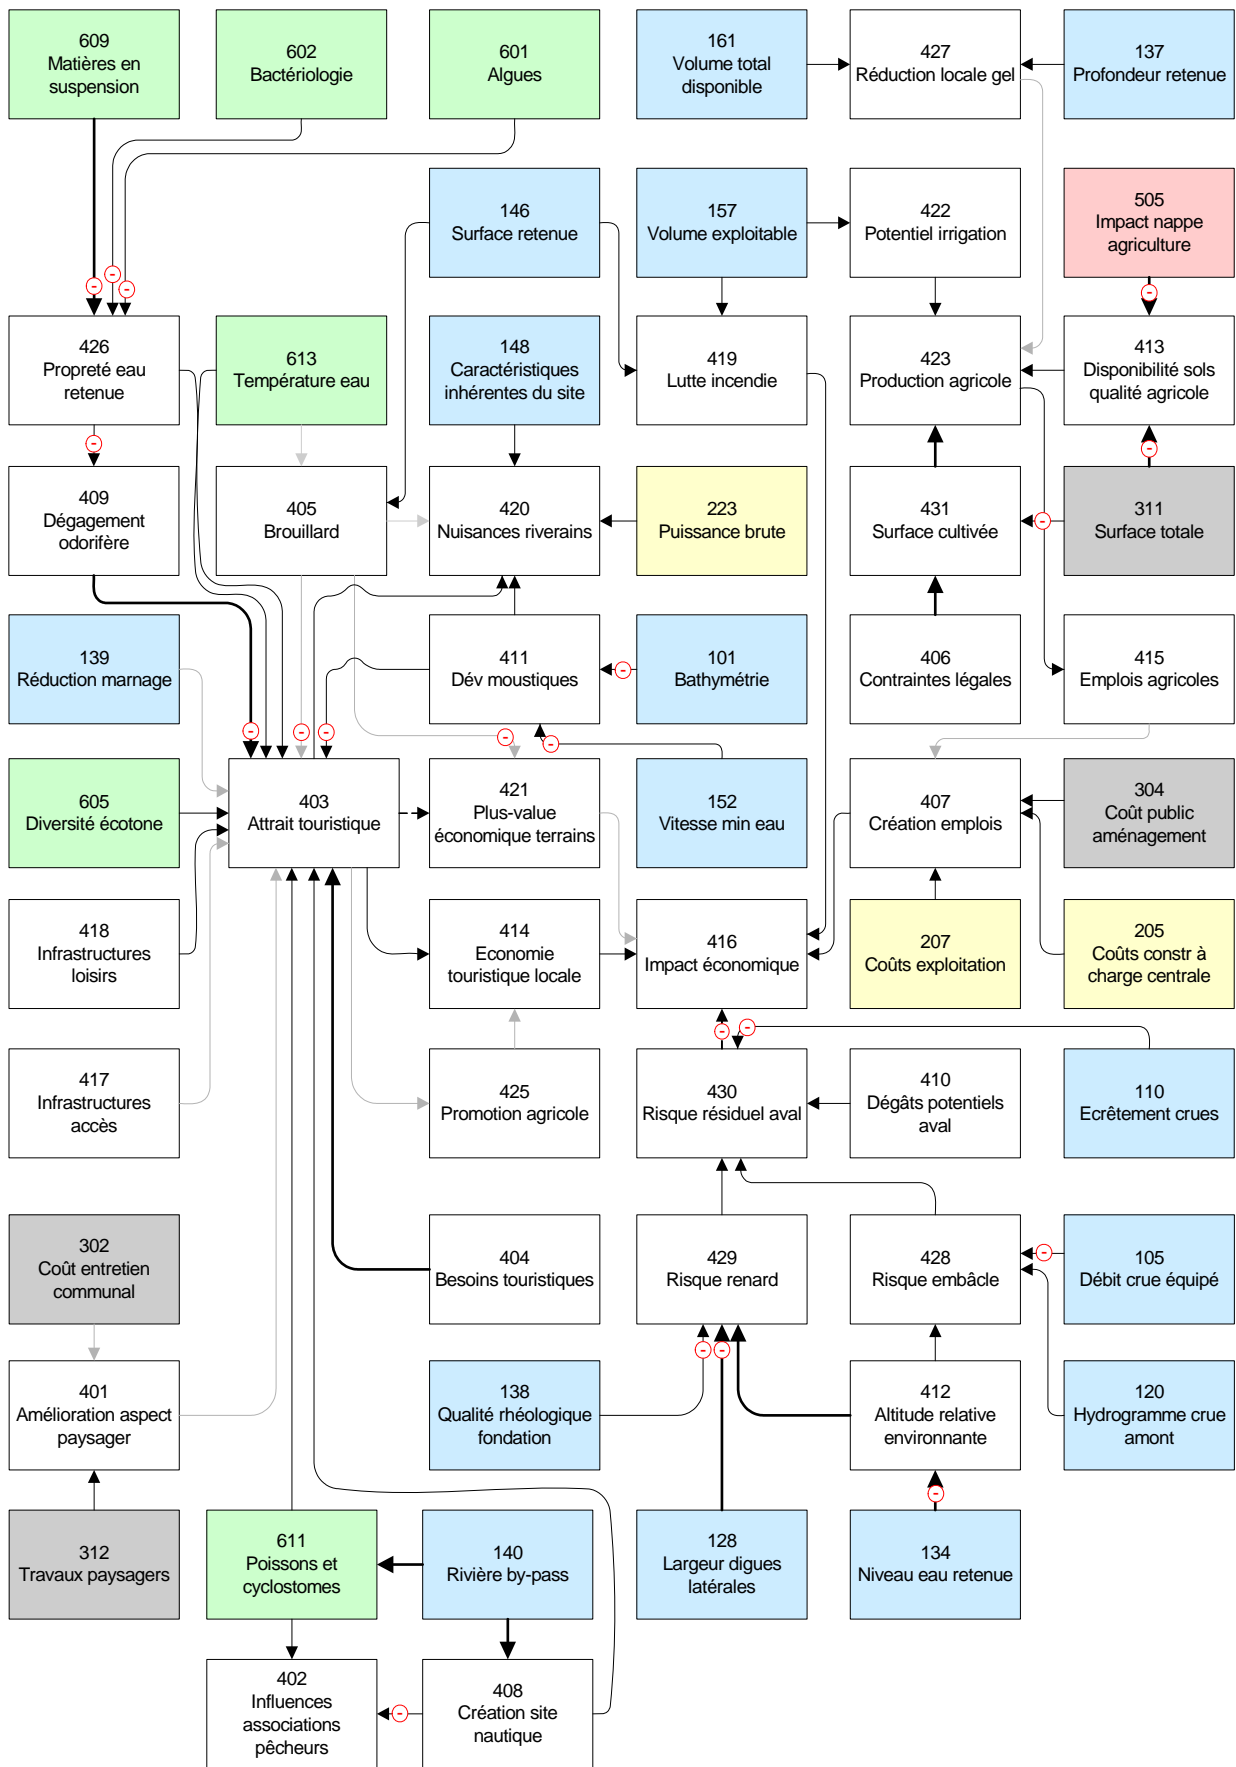 609
Matières en
suspension
602
Bactériologie
601
Algues
161
Volume total
disponible
427
Réduction locale gel
137
Profondeur retenue
146
Surface retenue
157
Volume exploitable
422
Potentiel irrigation
505
Impact nappe
agriculture
-
-
-
-
426
Propreté eau
retenue
613
Température eau
148
Caractéristiques
inhérentes du site
419
Lutte incendie
423
Production agricole
413
Disponibilité sols
qualité agricole
-
-
409
Dégagement
odorifère
405
Brouillard
420
Nuisances riverains
223
Puissance brute
431
Surface cultivée
-
311
Surface totale
139
Réduction marnage
411
Dév moustiques
-
101
Bathymétrie
406
Contraintes légales
415
Emplois agricoles
-
-
-
-
-
605
Diversité écotone
403
Attrait touristique
421
Plus-value
économique terrains
152
Vitesse min eau
407
Création emplois
304
Coût public
aménagement
418
Infrastructures
loisirs
414
Economie
touristique locale
416
Impact économique
207
Coûts exploitation
205
Coûts constr à
charge centrale
-
-
417
Infrastructures
accès
425
Promotion agricole
430
Risque résiduel aval
410
Dégâts potentiels
aval
110
Ecrêtement crues
302
Coût entretien
communal
404
Besoins touristiques
429
Risque renard
428
Risque embâcle
-
105
Débit crue équipé
-
-
401
Amélioration aspect
paysager
138
Qualité rhéologique
fondation
412
Altitude relative
environnante
120
Hydrogramme crue
amont
-
312
Travaux paysagers
611
Poissons et
cyclostomes
140
Rivière by-pass
128
Largeur digues
latérales
134
Niveau eau retenue
402
Influences
associations
pêcheurs
-
408
Création site
nautique